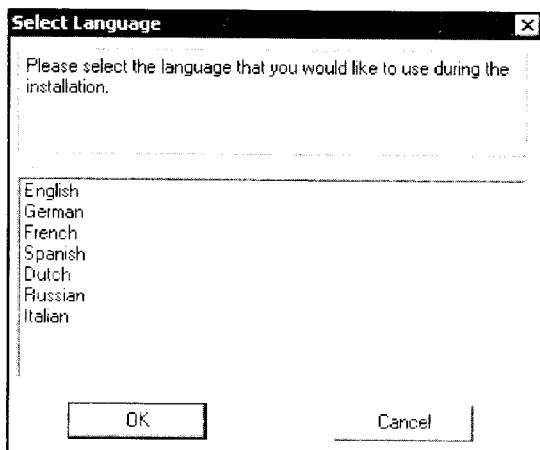 Select Language
Please select the language that you would like to use during the
installation.
English
German
French
Spanish
Dutch
Russian
Italian
OK
Cancel